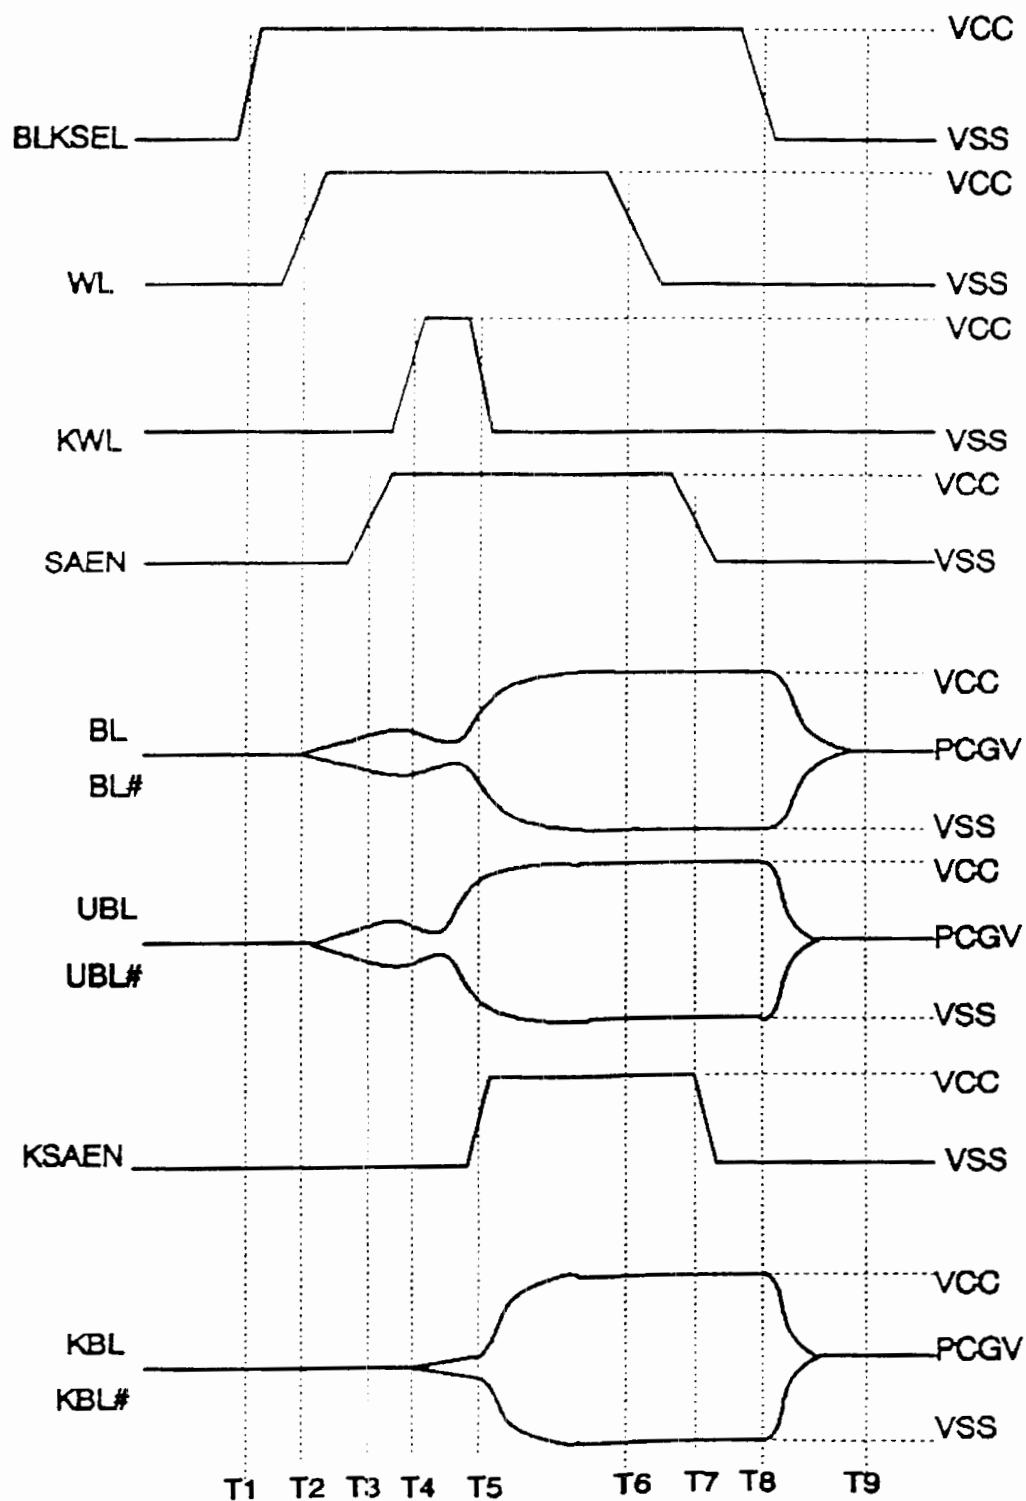 VCC
BLKSEL VSS
VCC
WL VSS
VCC
KWL VSS
VCC
SAEN VSS
VCC
BL PCGV
BL#
VSS
VCC
UBL PCGV
UBL#
VSS
VCC
KSAEN VSS
VCC
KBL PCGV
KBL#
VSS
T1 T2 T3 T4 T5 T6 T7 T8 T9